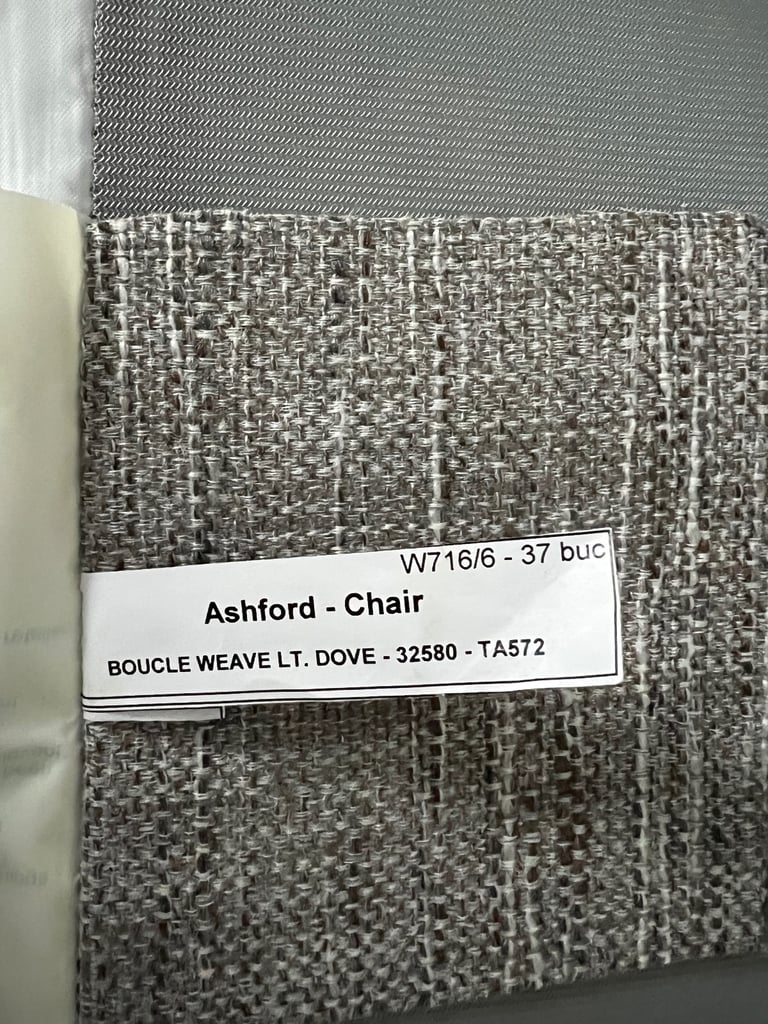 W716/6 - 37 buc
Ashford - Chair
BOUCLE WEAVE LT. DOVE - 32580 - TA572